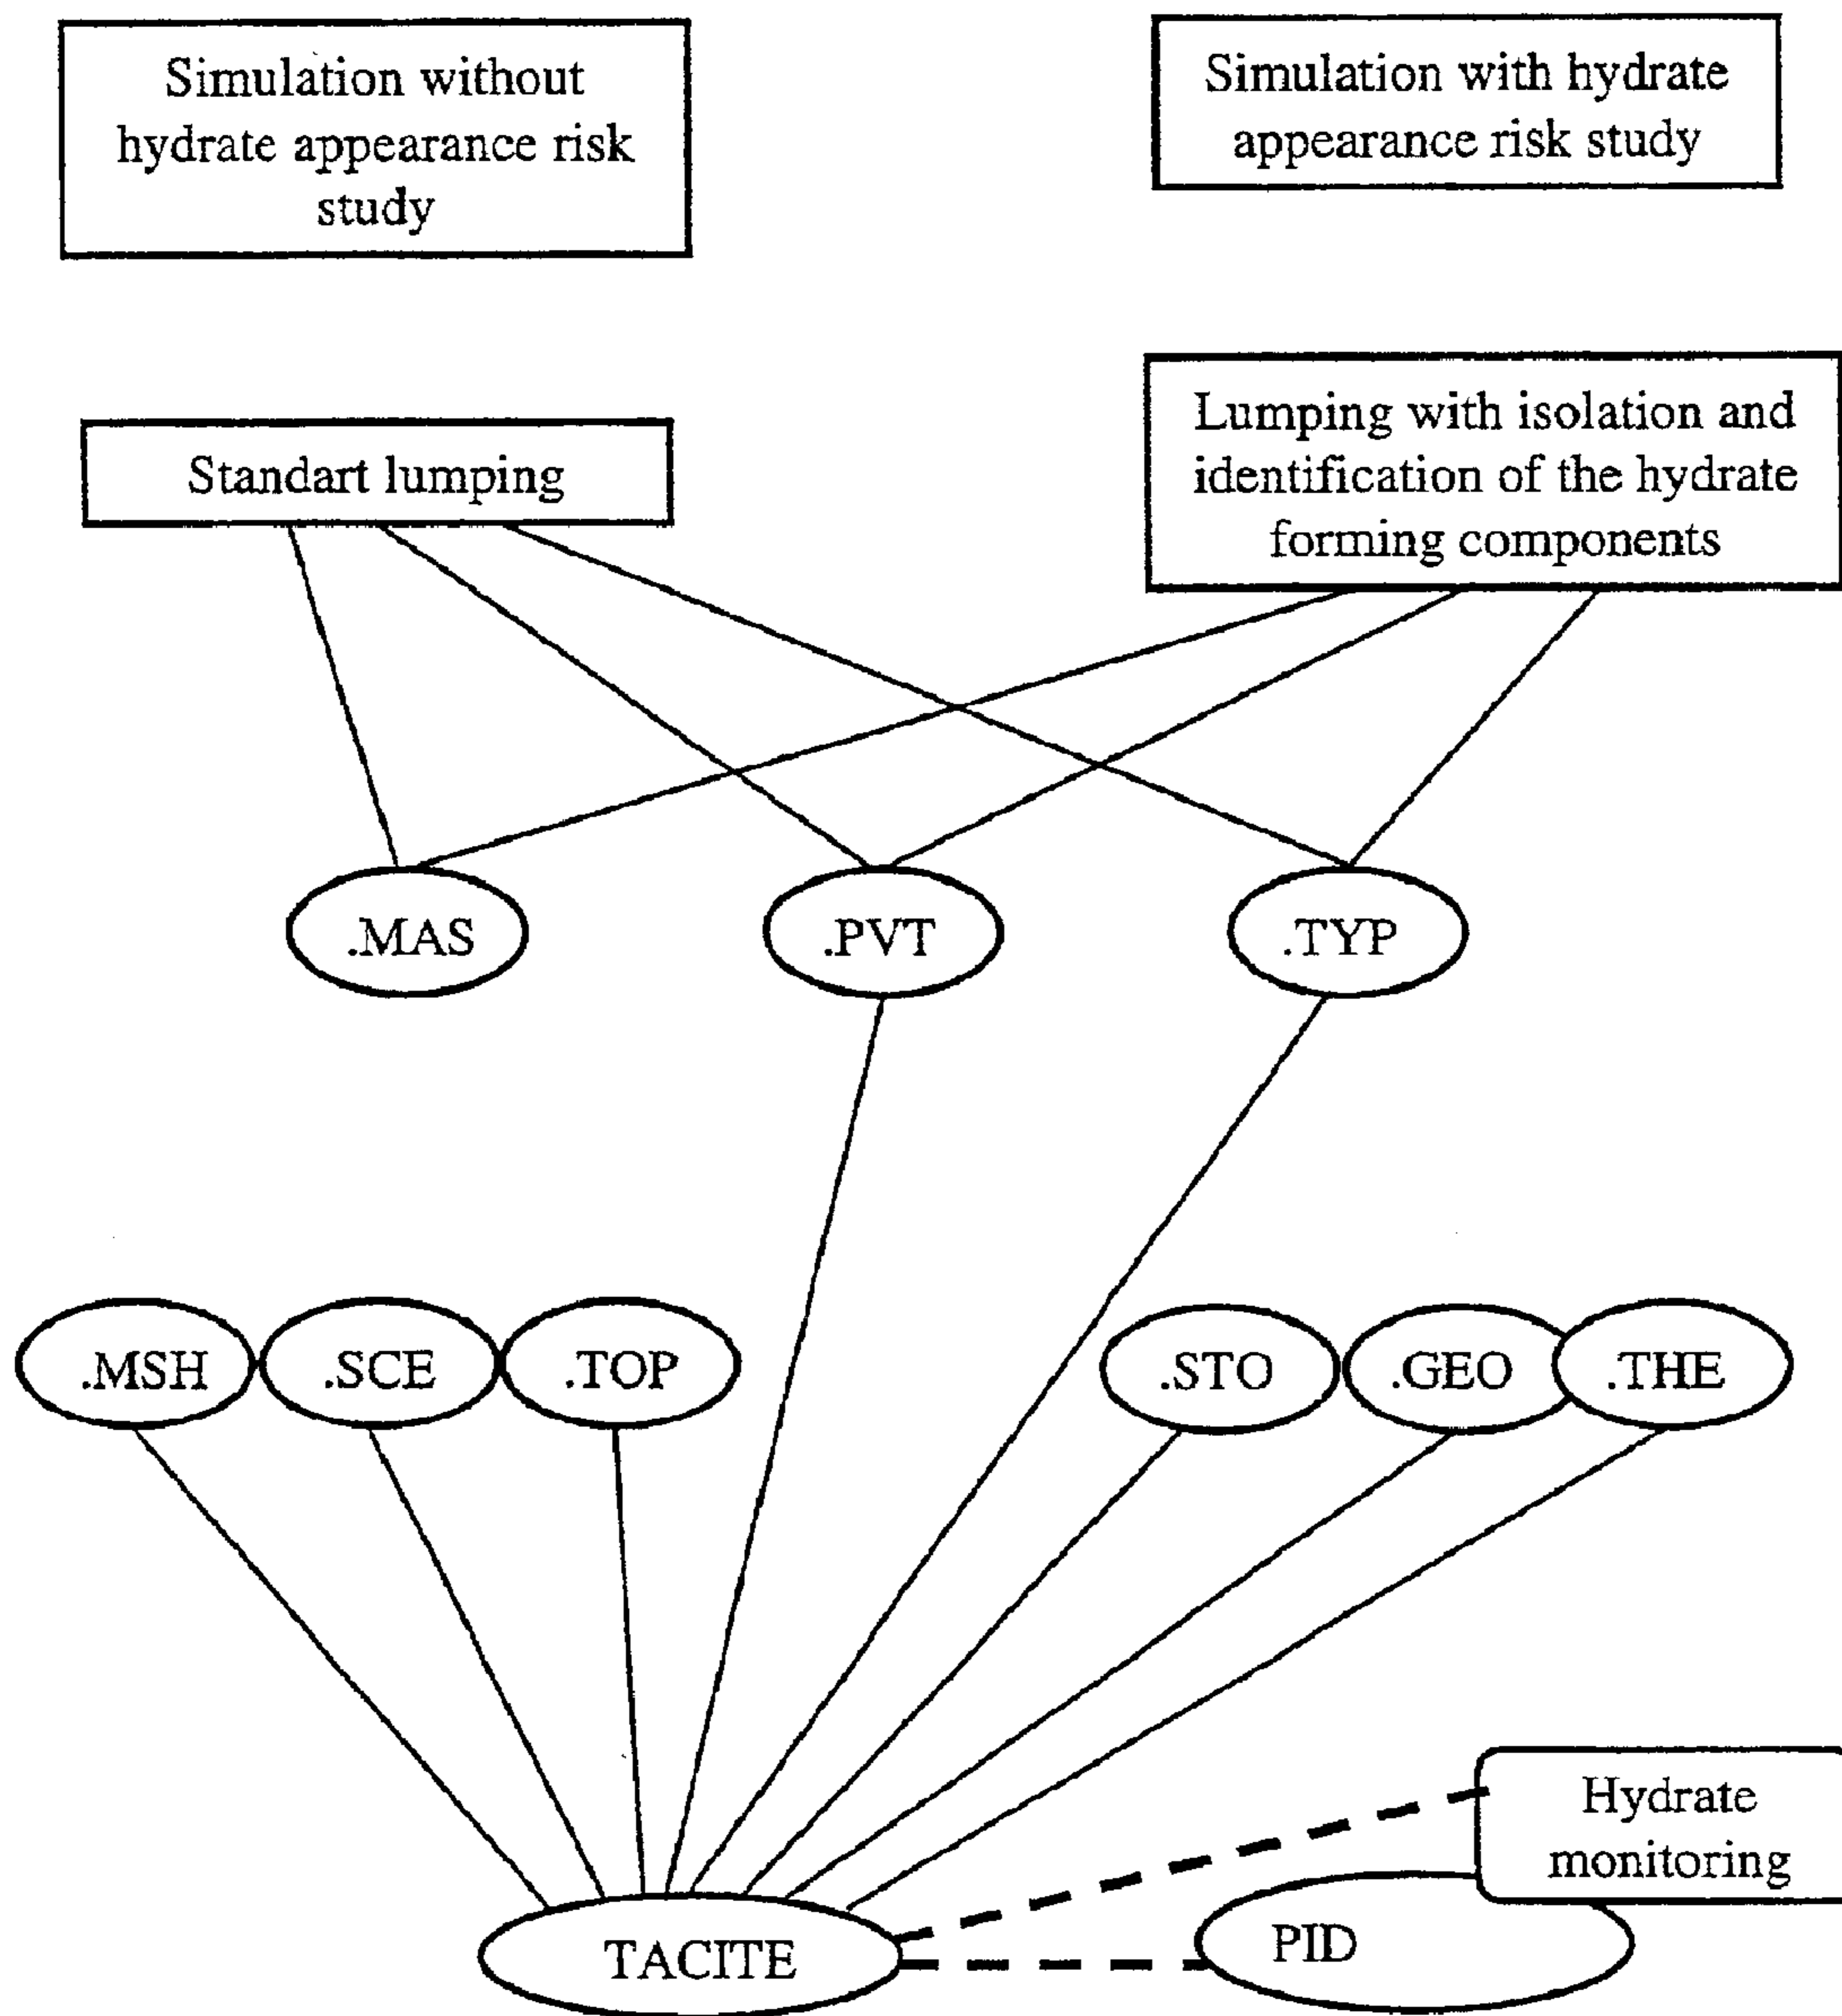 Simulation without
hydrate appearance risk
study
Simulation with hydrate
appearance risk study
Standart lumping
Lumping with isolation and
identification of the hydrate
forming components
.MAS
.PVT
.TYP
.MSH
.SCE
.TOP
.STO
.GEO
.THE
Hydrate
monitoring
TACITE
PID